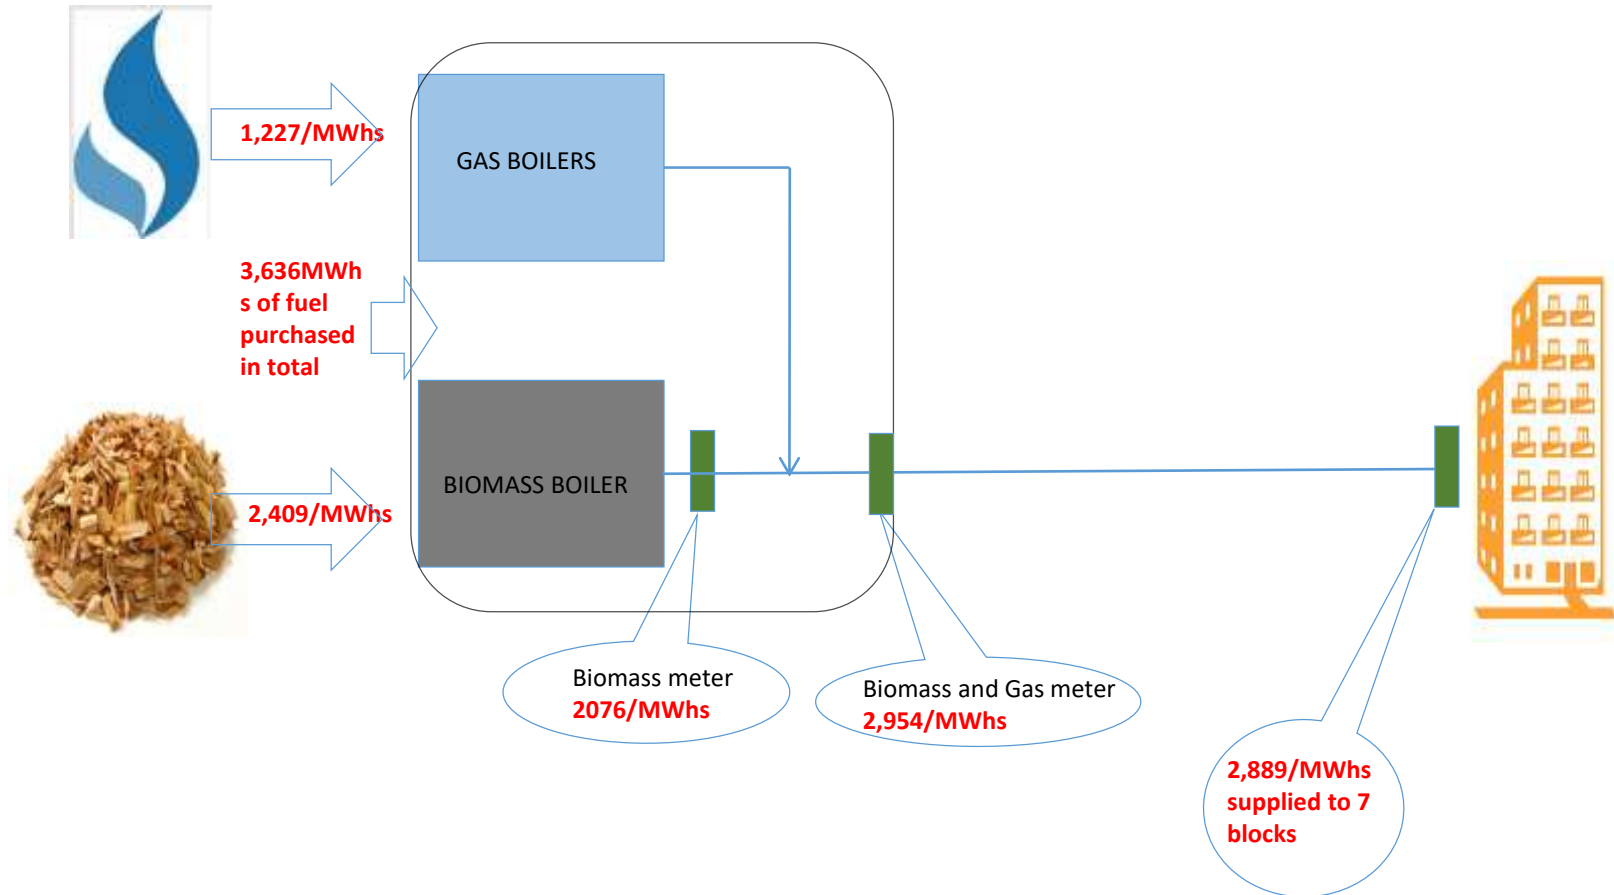 1,227/MWhs
GAS BOILERS
3,636MWh
s of fuel
purchased
in total
2,409/MWhs
BIOMASS BOILER
Biomass meter
2076/MWhs
Biomass and Gas meter
2,954/MWhs
2,889/MWhs
supplied to 7
blocks